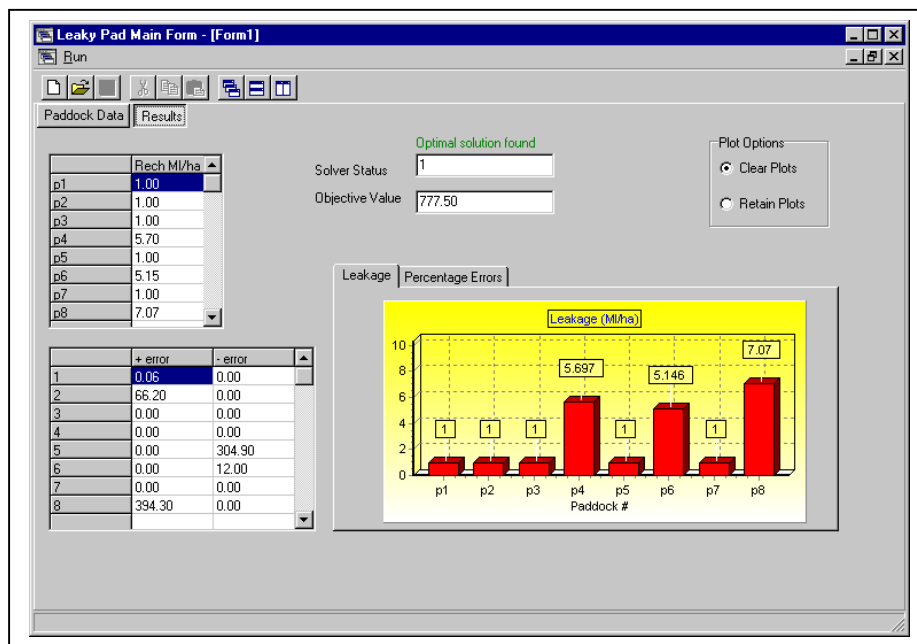 Leaky Pad Main Form - [Form1]
Run
Paddock Data Results
Rech Ml/ha
p1 1.00
p2 1.00
p3 1.00
p4 5.70
p5 1.00
p6 5.15
p7 1.00
p8 7.07
Optimal solution found
Solver Status 1
Objective Value 777.50
Plot Options
Clear Plots
Retain Plots
+ error - error
1 0.06 0.00
2 66.20 0.00
3 0.00 0.00
4 0.00 0.00
5 0.00 304.90
6 0.00 12.00
7 0.00 0.00
8 394.30 0.00
Leakage Percentage Errors
Leakage (Ml/ha)
10
8
6
4
2
0
1 1 1 5.697 1 5.146 1 7.07
p1 p2 p3 p4 p5 p6 p7 p8
Paddock #